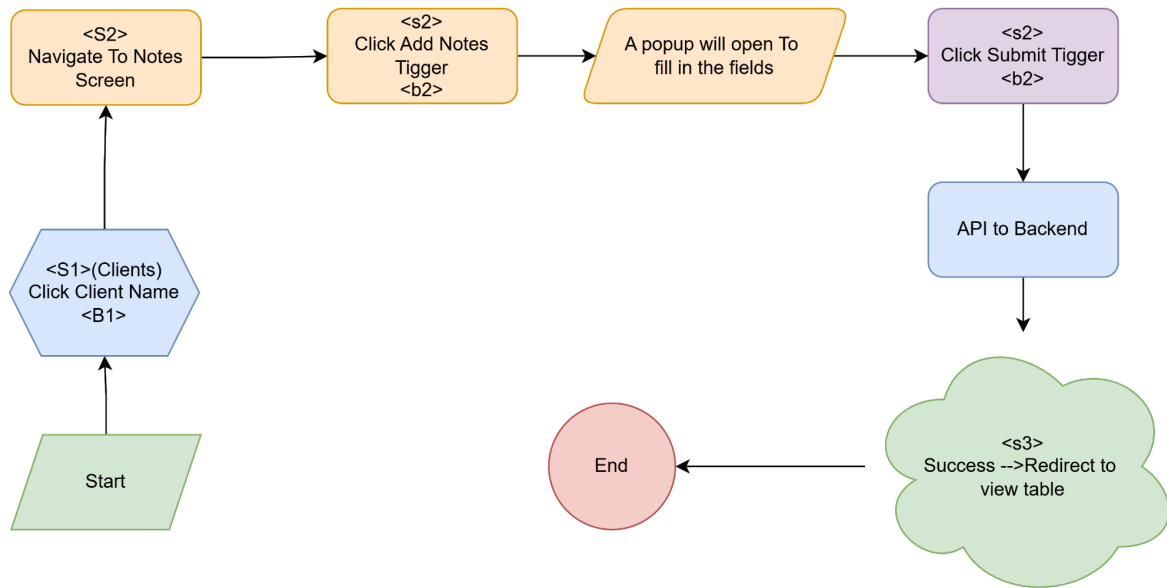 Start
<S1>(Clients)
Click Client Name
<B1>
<S2>
Navigate To Notes
Screen
<s2>
Click Add Notes
Tigger
<b2>
A popup will open To
fill in the fields
<s2>
Click Submit Tigger
<b2>
API to Backend
<s3>
Success -->Redirect to
view table
End